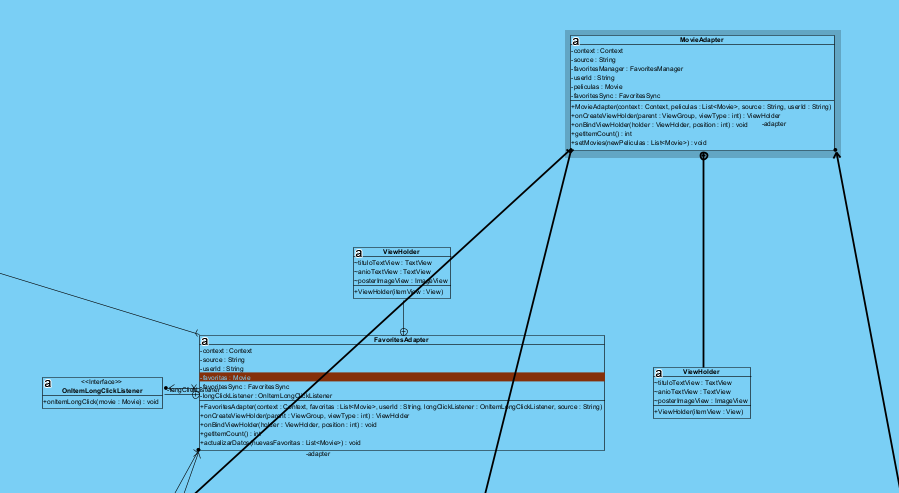 a
MovieAdapter
-context : Context
-source : String
-favoritesManager : FavoritesManager
-userId : String
-peliculas : Movie
-favoritesSync : FavoritesSync
+MovieAdapter(context : Context, peliculas : List<Movie>, source : String, userId : String)
+onCreateViewHolder(parent : ViewGroup, viewType : int) : ViewHolder
+onBindViewHolder(holder : ViewHolder, position : int) : void
-adapter
+getItemCount() : int
+setMovies(newPeliculas : List<Movie>) : void
a
ViewHolder
~tituloTextView : TextView
~anioTextView : TextView
~posterImageView : ImageView
+ViewHolder(itemView : View)
a
FavoritesAdapter
-context : Context
-source : String
-userId : String
-favoritas : Movie
-favoritesSync : FavoritesSync
-longClickListener : OnItemLongClickListener
+FavoritesAdapter(context : Context, favoritas : List<Movie>, userId : String, longClickListener : OnItemLongClickListener, source : String)
+onCreateViewHolder(parent : ViewGroup, viewType : int) : ViewHolder
+onBindViewHolder(holder : ViewHolder, position : int) : void
+getItemCount() : int
+actualizarDatos(nuevasFavoritas : List<Movie>) : void
-adapter
a
<<Interface>>
OnItemLongClickListener
+onItemLongClick(movie : Movie) : void
-longClickListener
a
ViewHolder
~tituloTextView : TextView
~anioTextView : TextView
~posterImageView : ImageView
+ViewHolder(itemView : View)